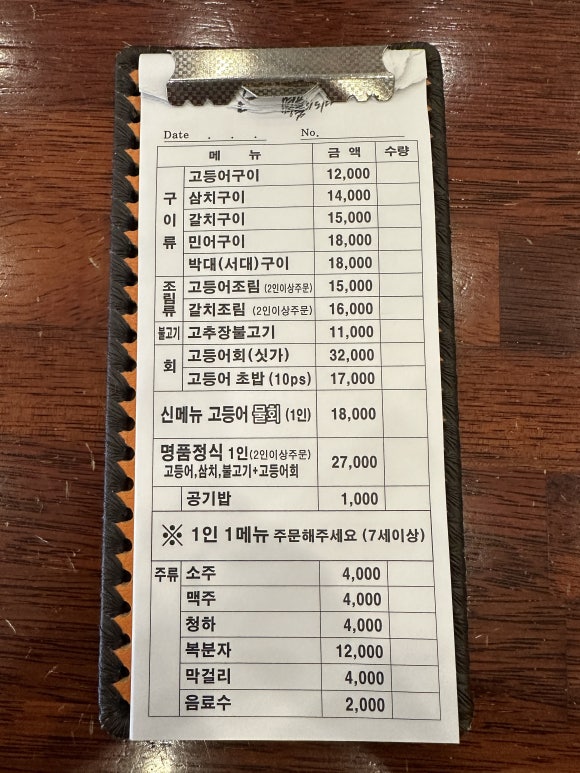 Date . . . No.
메 뉴 금 액 수량
구이류 고등어구이 12,000
삼치구이 14,000
갈치구이 15,000
민어구이 18,000
박대(서대)구이 18,000
조림류 고등어조림 (2인이상주문) 15,000
갈치조림 (2인이상주문) 16,000
불고기 고추장불고기 11,000
회 고등어회(싯가) 32,000
고등어 초밥 (10ps) 17,000
신메뉴 고등어 물회 (1인) 18,000
명품정식 1인(2인이상주문) 27,000
고등어,삼치,불고기+고등어회
공기밥 1,000
※ 1인 1메뉴 주문해주세요 (7세이상)
주류 소주 4,000
맥주 4,000
청하 4,000
복분자 12,000
막걸리 4,000
음료수 2,000